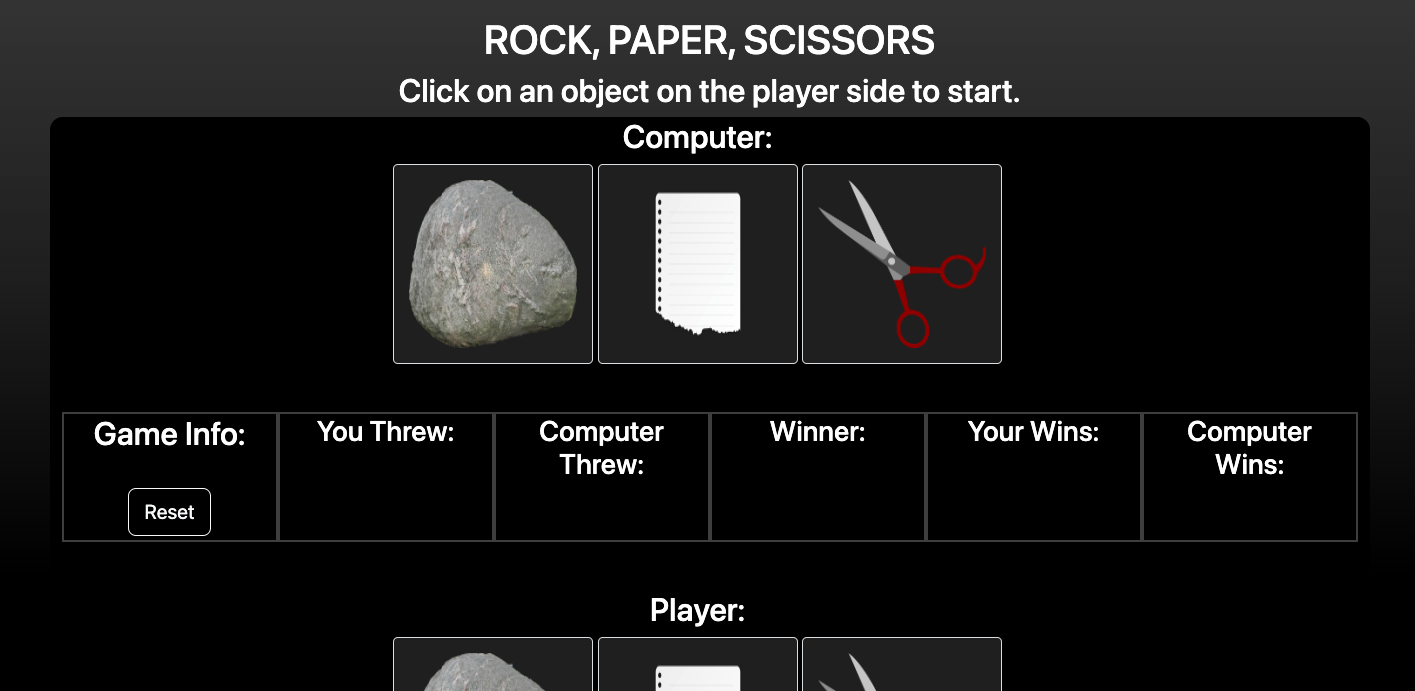 ROCK, PAPER, SCISSORS
Click on an object on the player side to start.
Computer:
Game Info:
Reset
You Threw:
Computer
Threw:
Winner:
Your Wins:
Computer
Wins:
Player: